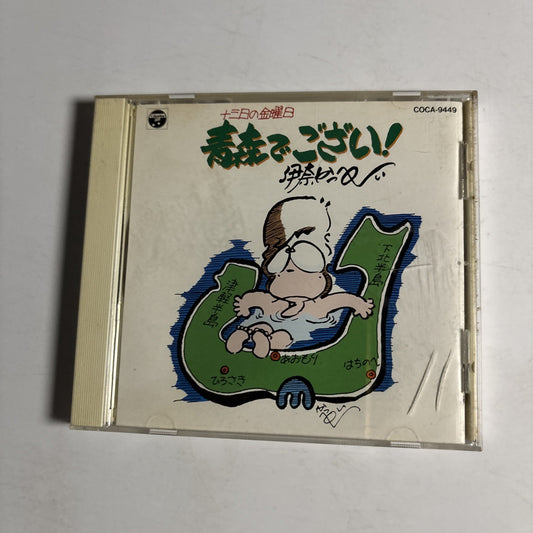 COCA-9449
十三日の金曜日
青森でござい!
伊奈かっぺい
下北半島
津軽半島
あおもり
はちのへ
ひろさき